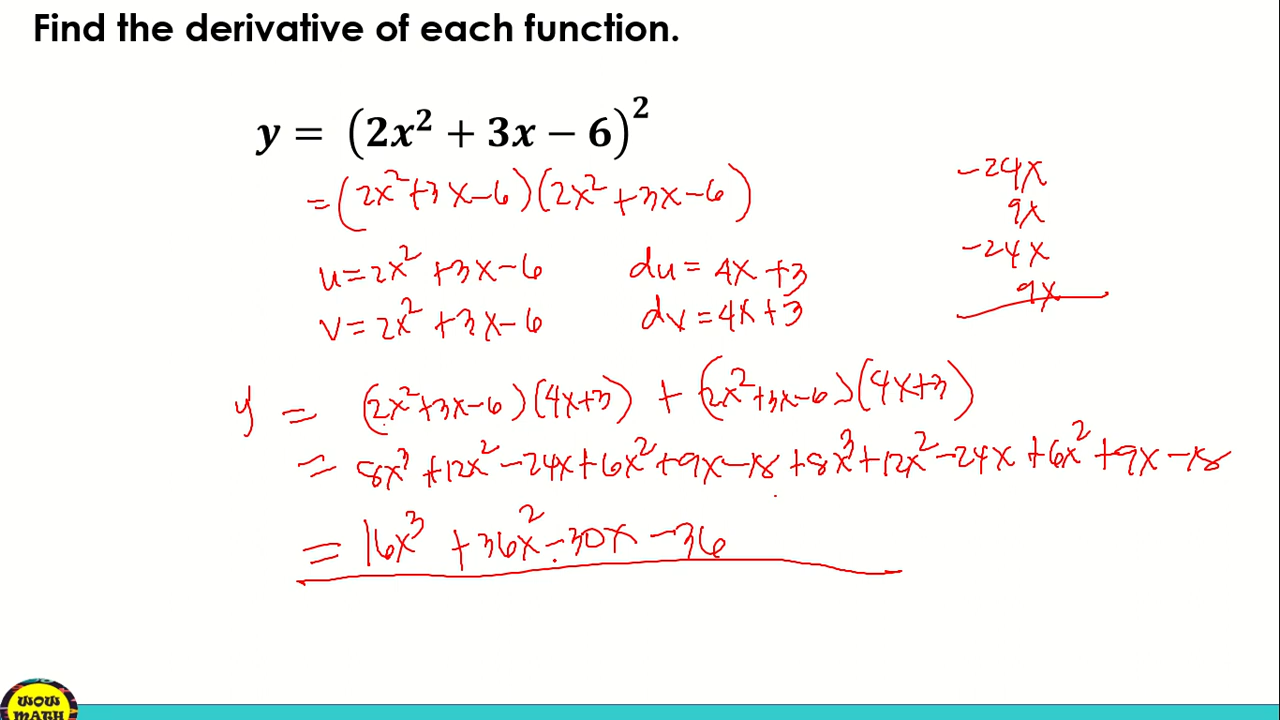 Find the derivative of each function.
y = (2x² + 3x − 6)²
= (2x² + 3x − 6)(2x² + 3x − 6)
−24x
9x
−24x
9x
u = 2x² + 3x − 6 du = 4x + 3
v = 2x² + 3x − 6 dv = 4x + 3
y' = (2x² + 3x − 6)(4x + 3) + (2x² + 3x − 6)(4x + 3)
= 8x³ + 12x² − 24x + 6x² + 9x − 18 + 8x³ + 12x² − 24x + 6x² + 9x − 18
= 16x³ + 36x² − 30x − 36
WOW
MATH